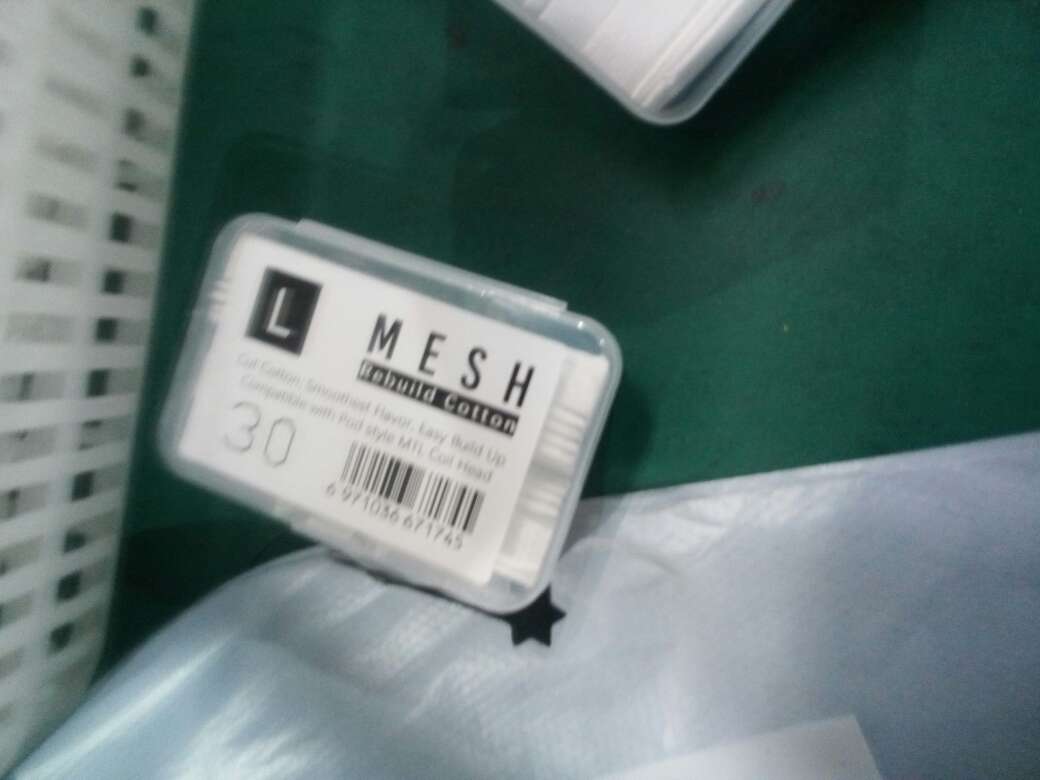 L
MESH
Rebuild Cotton
Cut Cotton, Smoothest Flavor, Easy Build Up
Compatible with Pod style MTL Coil Head
30
6 971036 671745